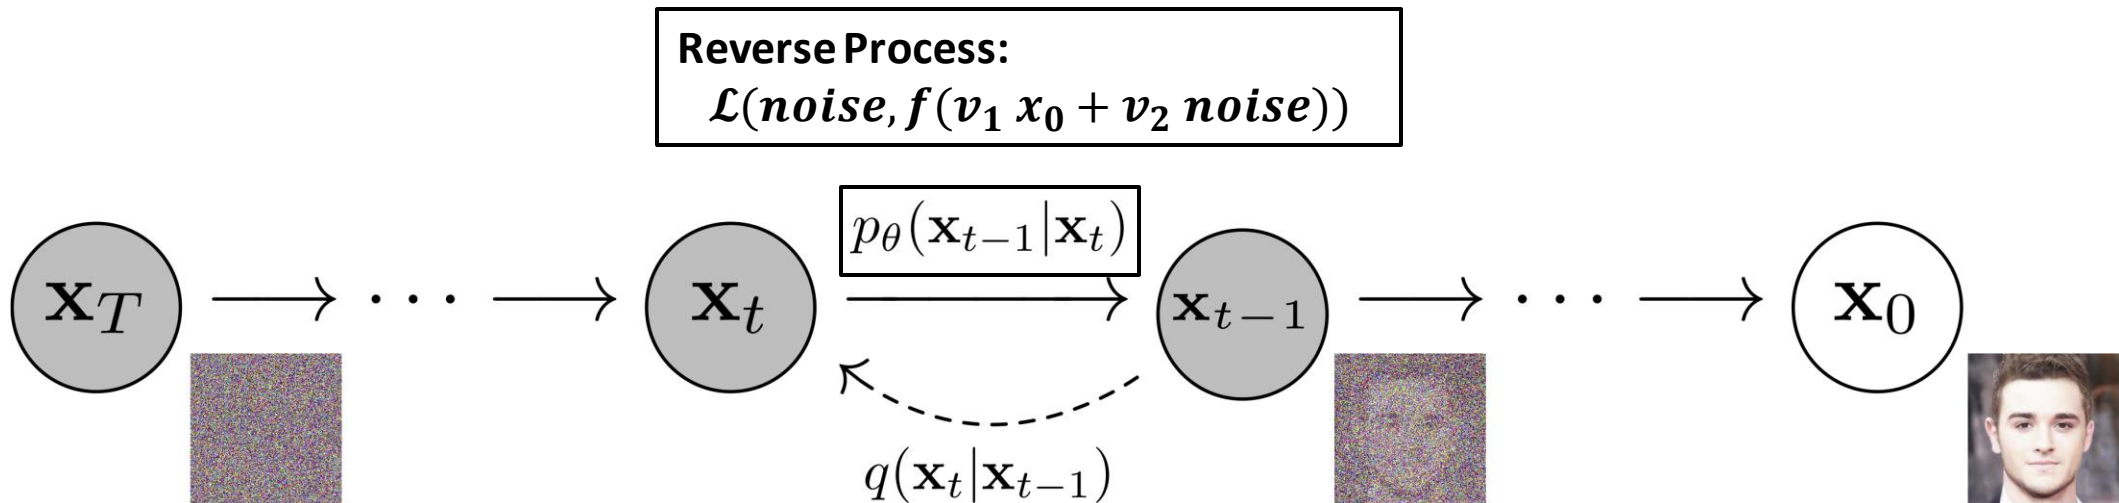 Reverse Process:
𝓛(noise, f(v₁ x₀ + v₂ noise))
p_θ(x_{t−1}|x_t)
x_T → · · · → x_t → x_{t−1} → · · · → x_0
q(x_t|x_{t−1})